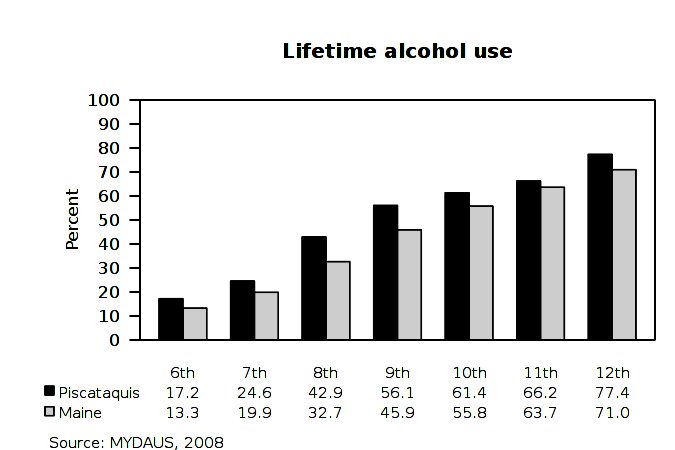 Lifetime alcohol use
100
90
80
70
60
50
40
30
20
10
0
Percent
6th 7th 8th 9th 10th 11th 12th
Piscataquis 17.2 24.6 42.9 56.1 61.4 66.2 77.4
Maine 13.3 19.9 32.7 45.9 55.8 63.7 71.0
Source: MYDAUS, 2008